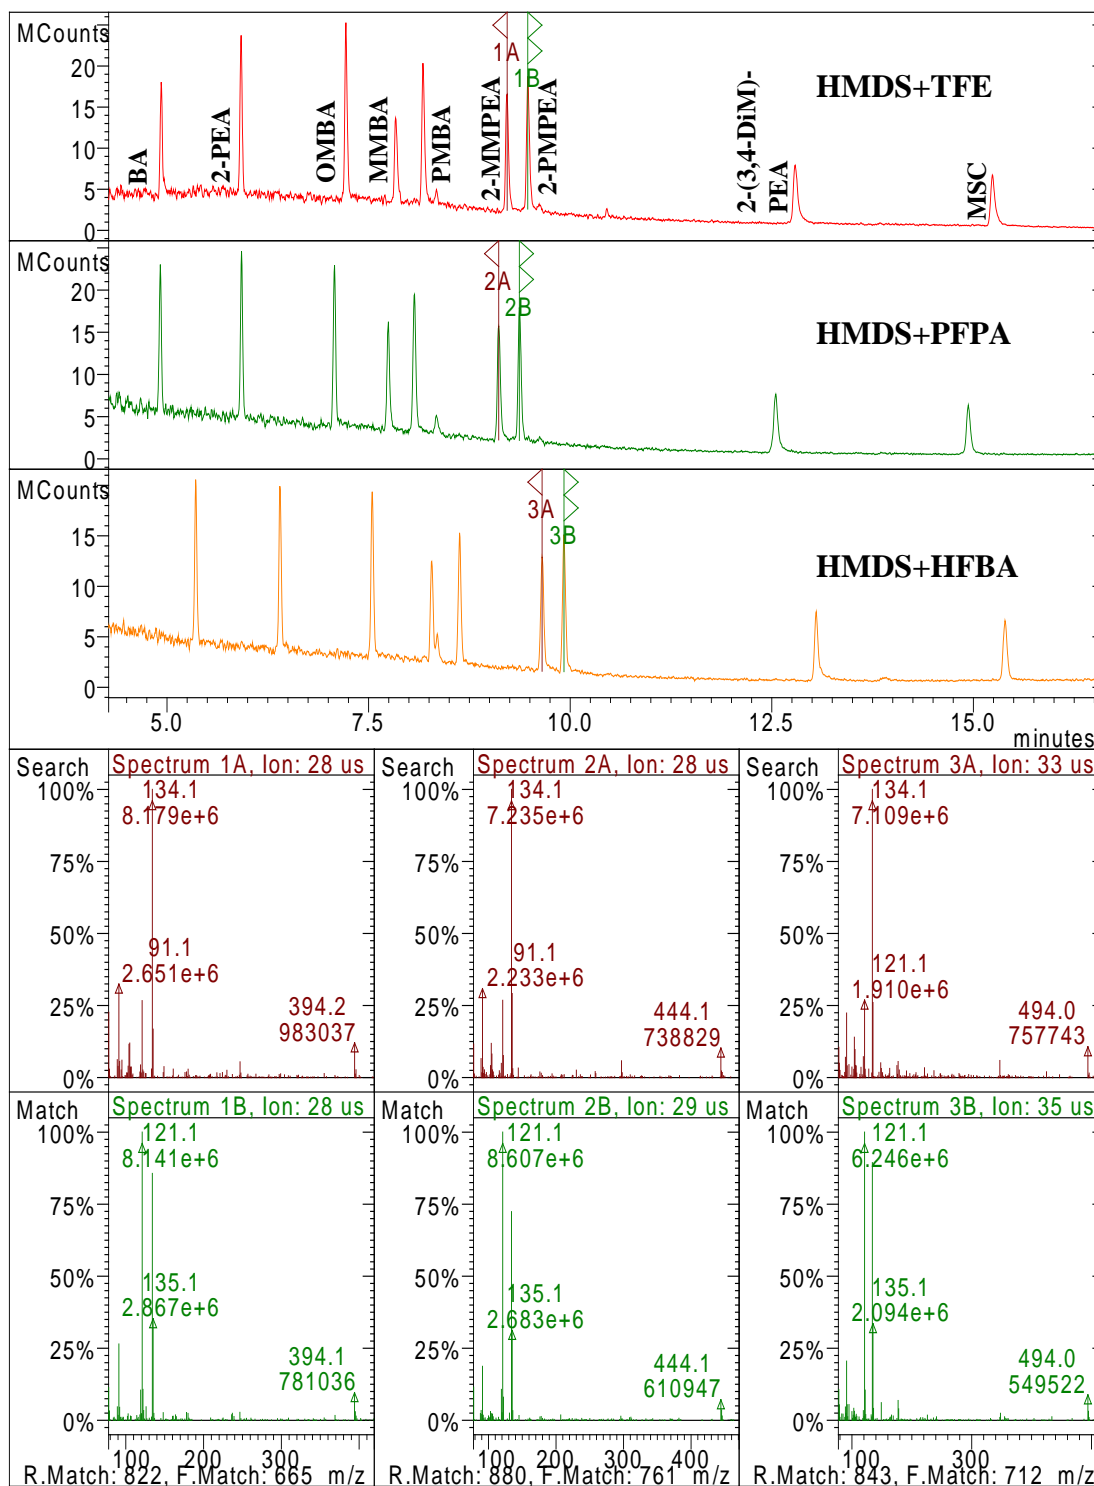 MCounts
20
15
10
5
0
BA
2-PEA
OMBA
MMBA
PMBA
2-MMPEA
1A
1B
2-PMPEA
2-(3,4-DiM)-
PEA
MSC
HMDS+TFE
MCounts
20
15
10
5
0
2A
2B
HMDS+PFPA
MCounts
15
10
5
0
3A
3B
HMDS+HFBA
5.0 7.5 10.0 12.5 15.0
minutes
Search
Spectrum 1A, Ion: 28 us
100%
75%
50%
25%
0%
134.1
8.179e+6
91.1
2.651e+6
394.2
983037
Search
Spectrum 2A, Ion: 28 us
100%
75%
50%
25%
0%
134.1
7.235e+6
91.1
2.233e+6
444.1
738829
Search
Spectrum 3A, Ion: 33 us
100%
75%
50%
25%
0%
134.1
7.109e+6
121.1
1.910e+6
494.0
757743
Match
Spectrum 1B, Ion: 28 us
100%
75%
50%
25%
0%
121.1
8.141e+6
135.1
2.867e+6
394.1
781036
100 200 300
R.Match: 822, F.Match: 665 m/z
Match
Spectrum 2B, Ion: 29 us
100%
75%
50%
25%
0%
121.1
8.607e+6
135.1
2.683e+6
444.1
610947
100 200 300 400
R.Match: 880, F.Match: 761 m/z
Match
Spectrum 3B, Ion: 35 us
100%
75%
50%
25%
0%
121.1
6.246e+6
135.1
2.094e+6
494.0
549522
100 300
R.Match: 843, F.Match: 712 m/z